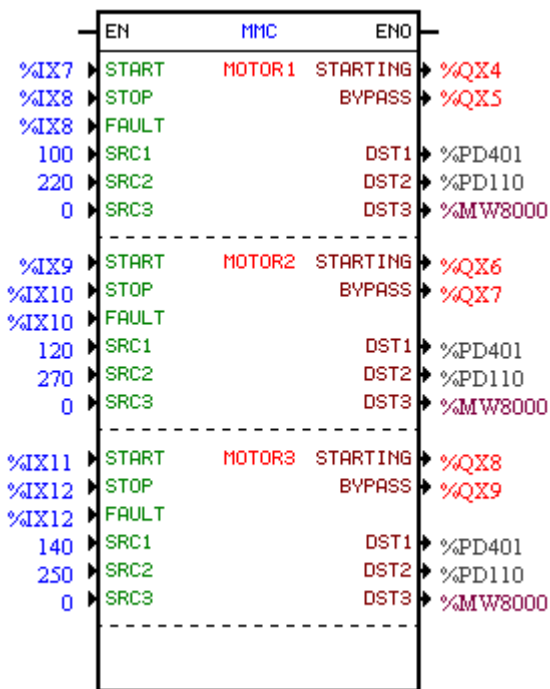 EN MMC ENO
%IX7 START MOTOR1 STARTING %QX4
%IX8 STOP BYPASS %QX5
%IX8 FAULT
100 SRC1 DST1 %PD401
220 SRC2 DST2 %PD110
0 SRC3 DST3 %MW8000
%IX9 START MOTOR2 STARTING %QX6
%IX10 STOP BYPASS %QX7
%IX10 FAULT
120 SRC1 DST1 %PD401
270 SRC2 DST2 %PD110
0 SRC3 DST3 %MW8000
%IX11 START MOTOR3 STARTING %QX8
%IX12 STOP BYPASS %QX9
%IX12 FAULT
140 SRC1 DST1 %PD401
250 SRC2 DST2 %PD110
0 SRC3 DST3 %MW8000